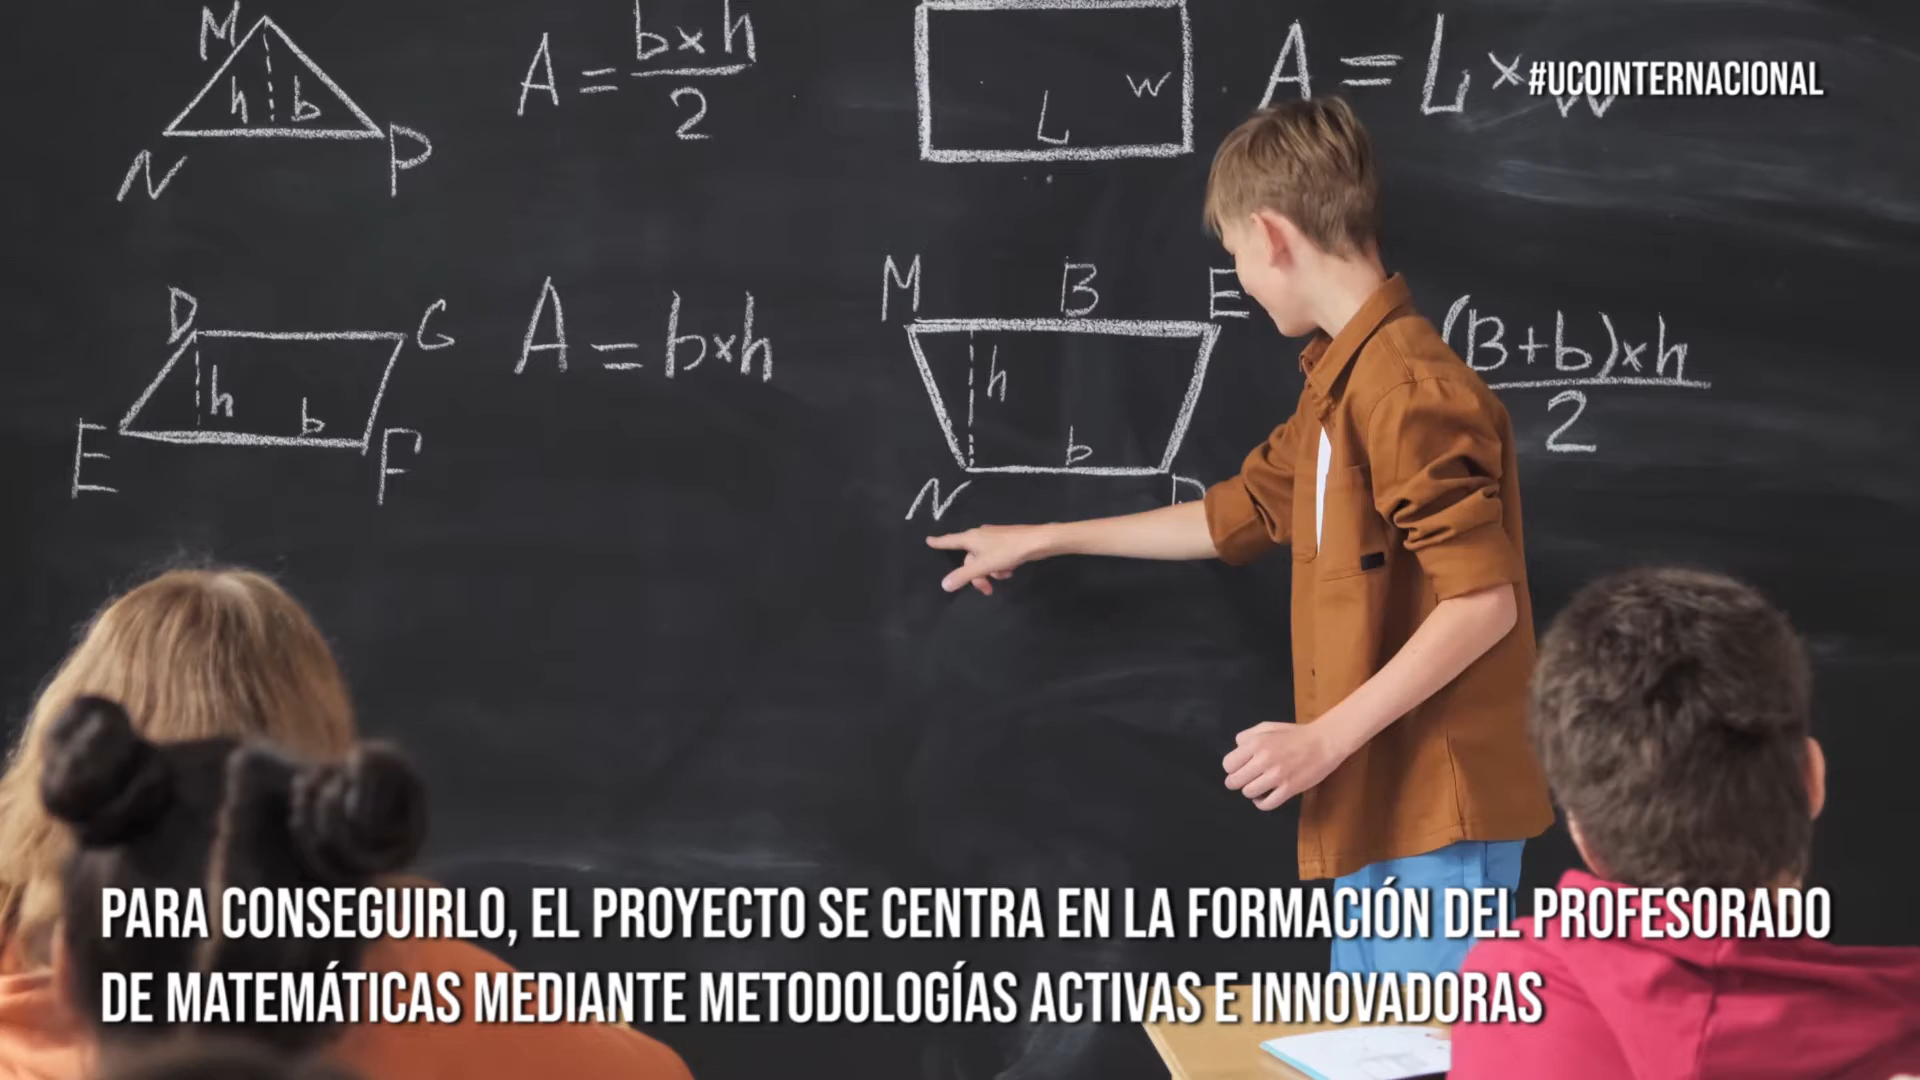 M
h b
N P
A = b×h / 2
L w
A = L × w
#UCOINTERNACIONAL
D G
h b
E F
A = b×h
M B E
h
b
N
(B+b)×h / 2
PARA CONSEGUIRLO, EL PROYECTO SE CENTRA EN LA FORMACIÓN DEL PROFESORADO
DE MATEMÁTICAS MEDIANTE METODOLOGÍAS ACTIVAS E INNOVADORAS